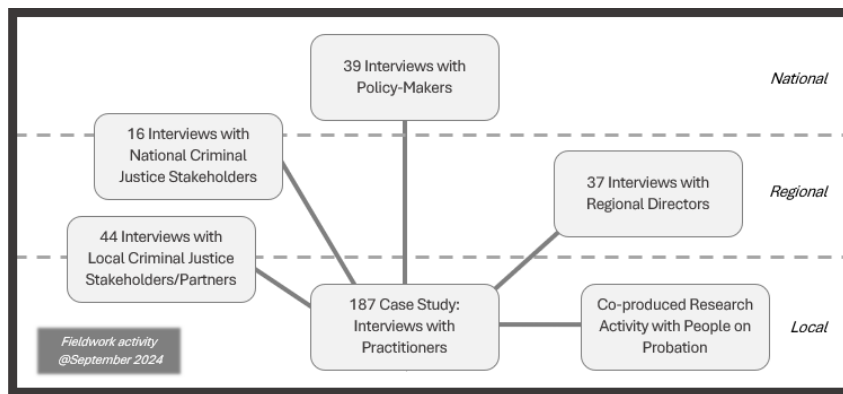 39 Interviews with
Policy-Makers
National
16 Interviews with
National Criminal
Justice Stakeholders
37 Interviews with
Regional Directors
Regional
44 Interviews with
Local Criminal Justice
Stakeholders/Partners
187 Case Study:
Interviews with
Practitioners
Co-produced Research
Activity with People on
Probation
Local
Fieldwork activity
@September 2024